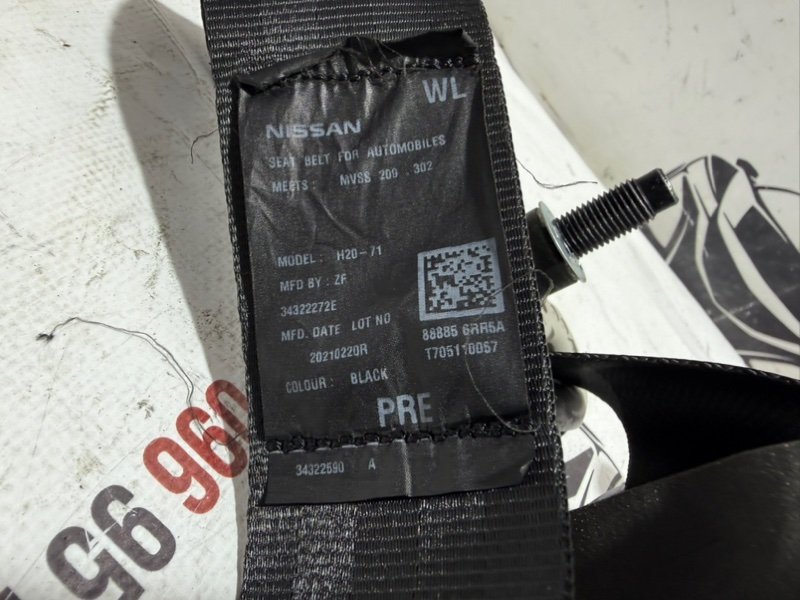 WL
NISSAN
SEAT BELT FOR AUTOMOBILES
MEETS: MVSS 209 . 302
MODEL: H20-71
MFD BY: ZF
34322272E
MFD. DATE LOT NO
20210220R
COLOUR: BLACK
88885 6RR5A
T705110057
PRE
34322590 A
960
95